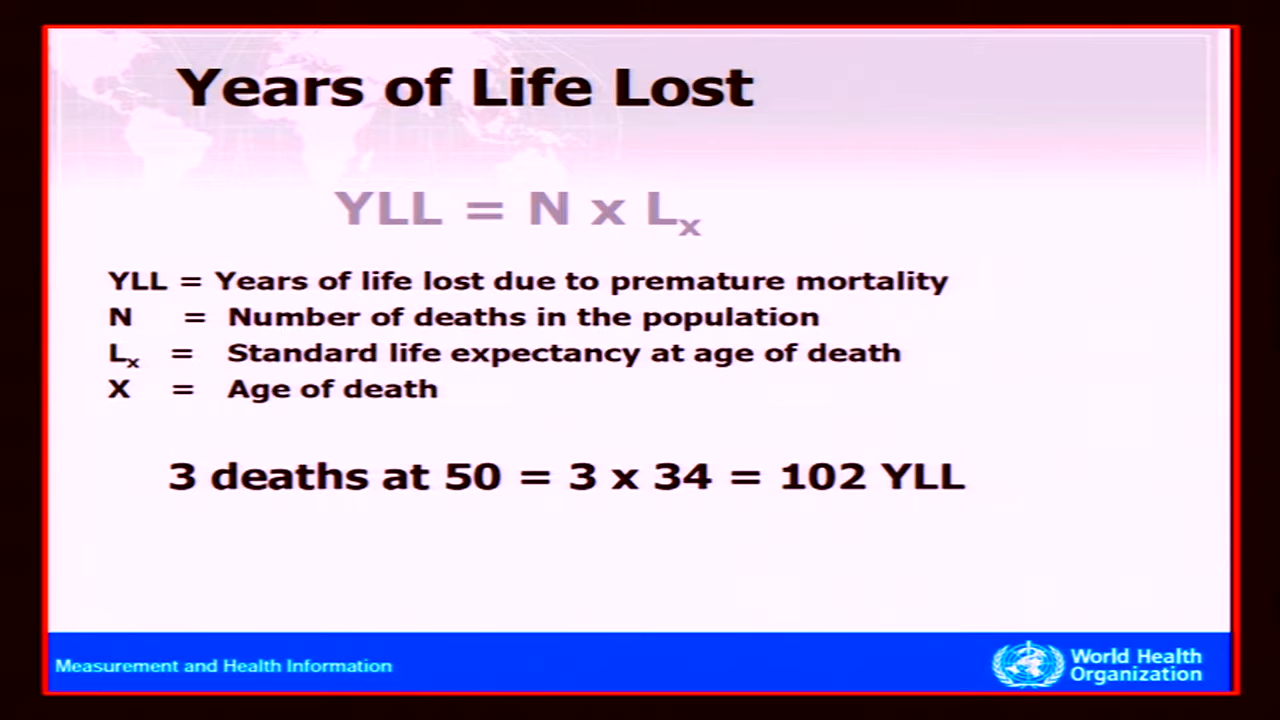 Years of Life Lost
YLL = N x Lx
YLL = Years of life lost due to premature mortality
N = Number of deaths in the population
Lx = Standard life expectancy at age of death
X = Age of death
3 deaths at 50 = 3 x 34 = 102 YLL
Measurement and Health Information
World Health
Organization